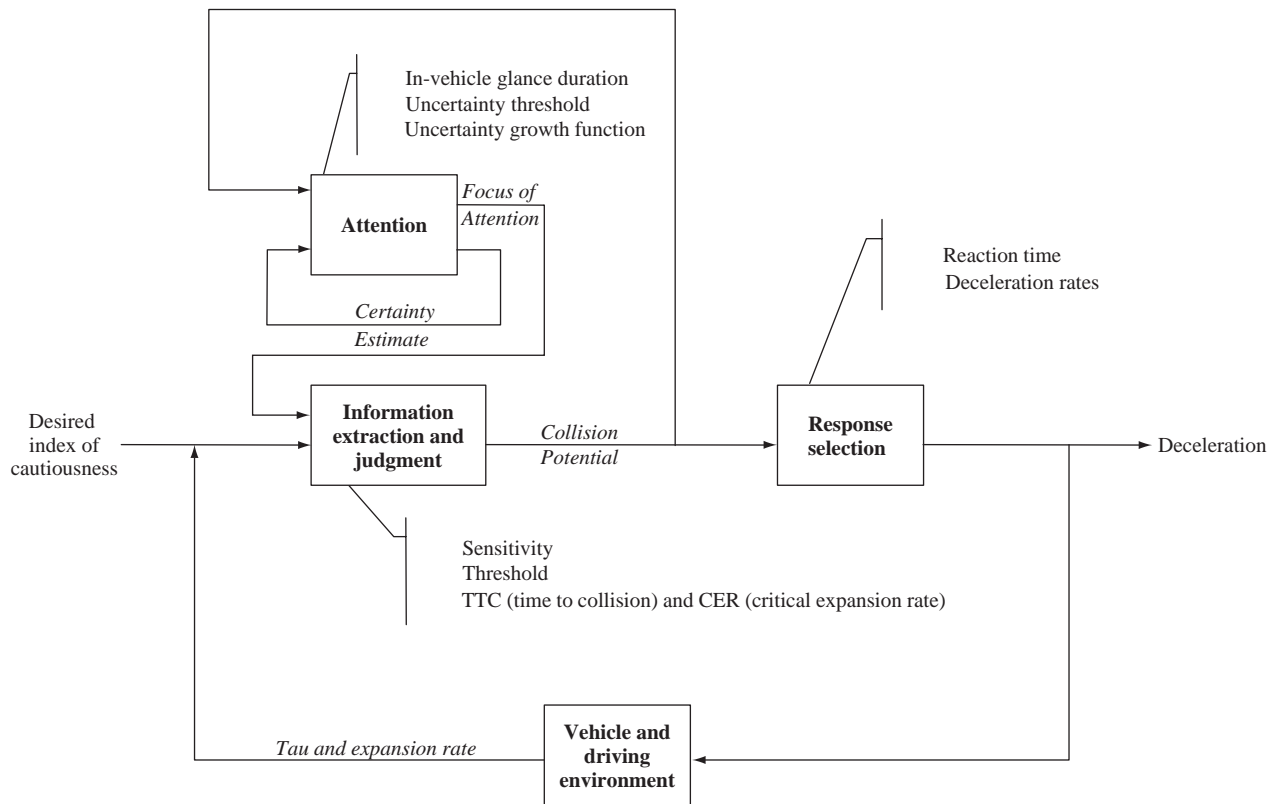 In-vehicle glance duration
Uncertainty threshold
Uncertainty growth function
Focus of
Attention
Attention
Certainty
Estimate
Reaction time
Deceleration rates
Desired
index of
cautiousness
Information
extraction and
judgment
Collision
Potential
Response
selection
Deceleration
Sensitivity
Threshold
TTC (time to collision) and CER (critical expansion rate)
Tau and expansion rate
Vehicle and
driving
environment